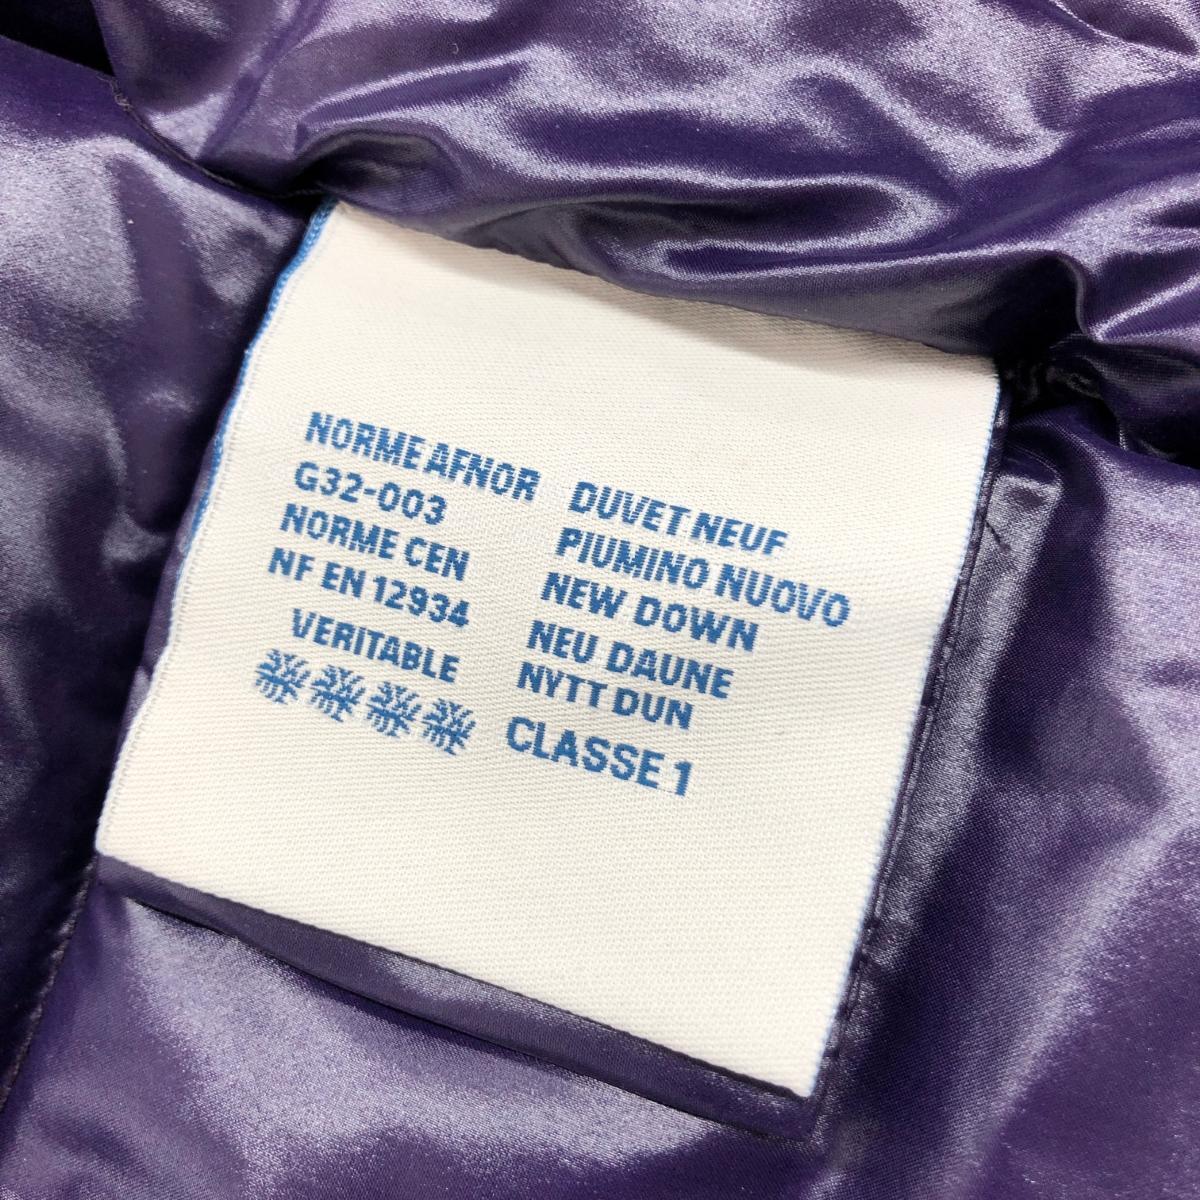 NORME AFNOR
G32-003
NORME CEN
NF EN 12934
VERITABLE
DUVET NEUF
PIUMINO NUOVO
NEW DOWN
NEU DAUNE
NYTT DUN
CLASSE 1